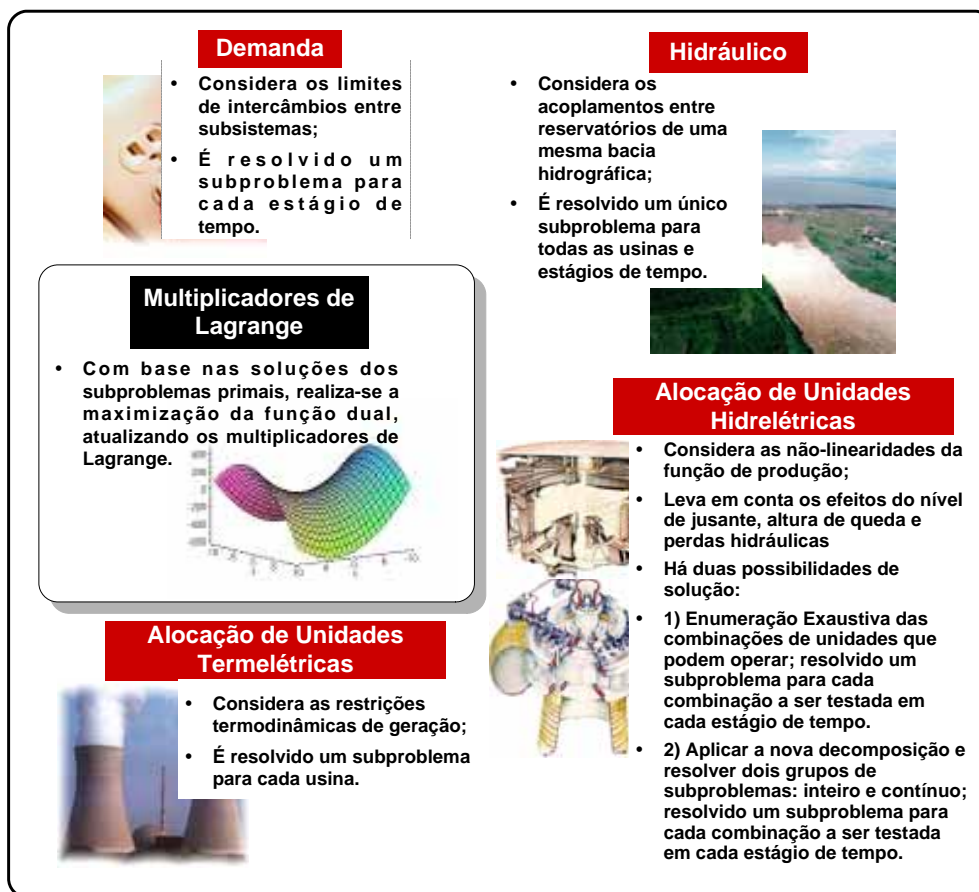 Demanda
• Considera os limites
de intercâmbios entre
subsistemas;
• É resolvido um
subproblema para
cada estágio de
tempo.
Hidráulico
• Considera os
acoplamentos entre
reservatórios de uma
mesma bacia
hidrográfica;
• É resolvido um único
subproblema para
todas as usinas e
estágios de tempo.
Multiplicadores de
Lagrange
• Com base nas soluções dos
subproblemas primais, realiza-se a
maximização da função dual,
atualizando os multiplicadores de
Lagrange.
Alocação de Unidades
Termelétricas
• Considera as restrições
termodinâmicas de geração;
• É resolvido um subproblema
para cada usina.
Alocação de Unidades
Hidrelétricas
• Considera as não-linearidades da
função de produção;
• Leva em conta os efeitos do nível
de jusante, altura de queda e
perdas hidráulicas
• Há duas possibilidades de
solução:
• 1) Enumeração Exaustiva das
combinações de unidades que
podem operar; resolvido um
subproblema para cada
combinação a ser testada em
cada estágio de tempo.
• 2) Aplicar a nova decomposição e
resolver dois grupos de
subproblemas: inteiro e contínuo;
resolvido um subproblema para
cada combinação a ser testada
em cada estágio de tempo.